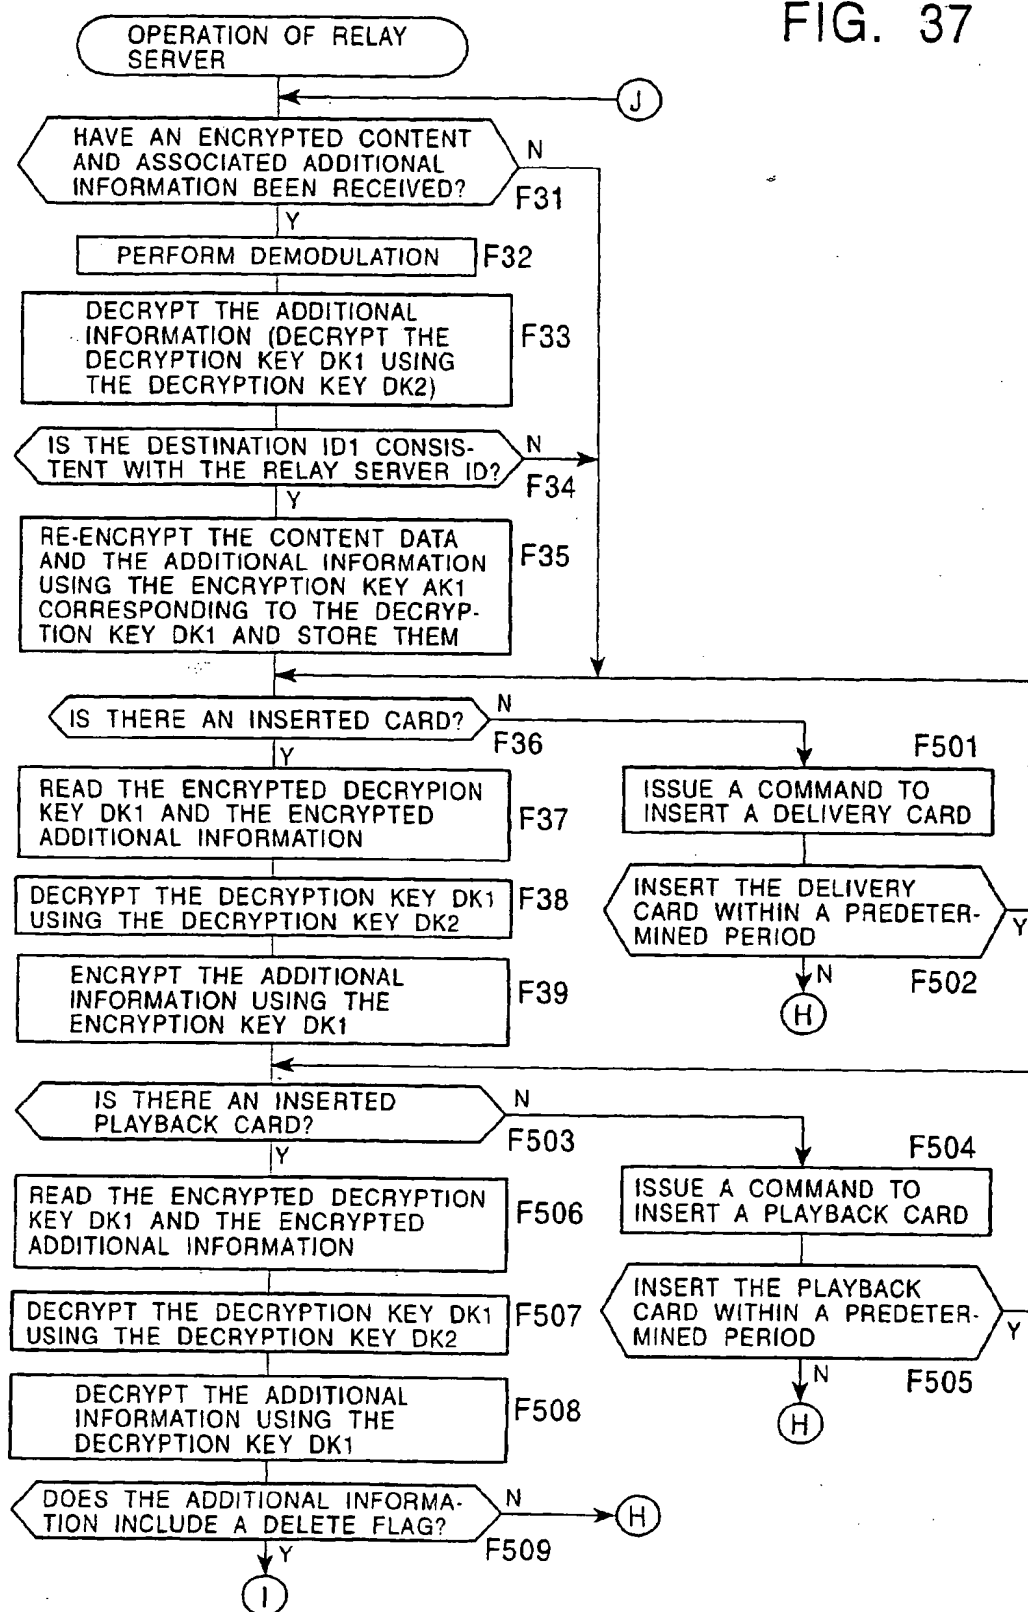 FIG. 37
OPERATION OF RELAY
SERVER
J
HAVE AN ENCRYPTED CONTENT
AND ASSOCIATED ADDITIONAL
INFORMATION BEEN RECEIVED?
N
F31
Y
PERFORM DEMODULATION
F32
DECRYPT THE ADDITIONAL
INFORMATION (DECRYPT THE
DECRYPTION KEY DK1 USING
THE DECRYPTION KEY DK2)
F33
IS THE DESTINATION ID1 CONSIS-
TENT WITH THE RELAY SERVER ID?
N
F34
Y
RE-ENCRYPT THE CONTENT DATA
AND THE ADDITIONAL INFORMATION
USING THE ENCRYPTION KEY AK1
CORRESPONDING TO THE DECRYP-
TION KEY DK1 AND STORE THEM
F35
IS THERE AN INSERTED CARD?
N
F36
Y
F501
ISSUE A COMMAND TO
INSERT A DELIVERY CARD
READ THE ENCRYPTED DECRYPION
KEY DK1 AND THE ENCRYPTED
ADDITIONAL INFORMATION
F37
INSERT THE DELIVERY
CARD WITHIN A PREDETER-
MINED PERIOD
Y
F502
N
H
DECRYPT THE DECRYPTION KEY DK1
USING THE DECRYPTION KEY DK2
F38
ENCRYPT THE ADDITIONAL
INFORMATION USING THE
ENCRYPTION KEY DK1
F39
IS THERE AN INSERTED
PLAYBACK CARD?
N
F503
Y
F504
ISSUE A COMMAND TO
INSERT A PLAYBACK CARD
READ THE ENCRYPTED DECRYPTION
KEY DK1 AND THE ENCRYPTED
ADDITIONAL INFORMATION
F506
INSERT THE PLAYBACK
CARD WITHIN A PREDETER-
MINED PERIOD
Y
F505
N
H
DECRYPT THE DECRYPTION KEY DK1
USING THE DECRYPTION KEY DK2
F507
DECRYPT THE ADDITIONAL
INFORMATION USING THE
DECRYPTION KEY DK1
F508
DOES THE ADDITIONAL INFORMA-
TION INCLUDE A DELETE FLAG?
N
H
F509
Y
I